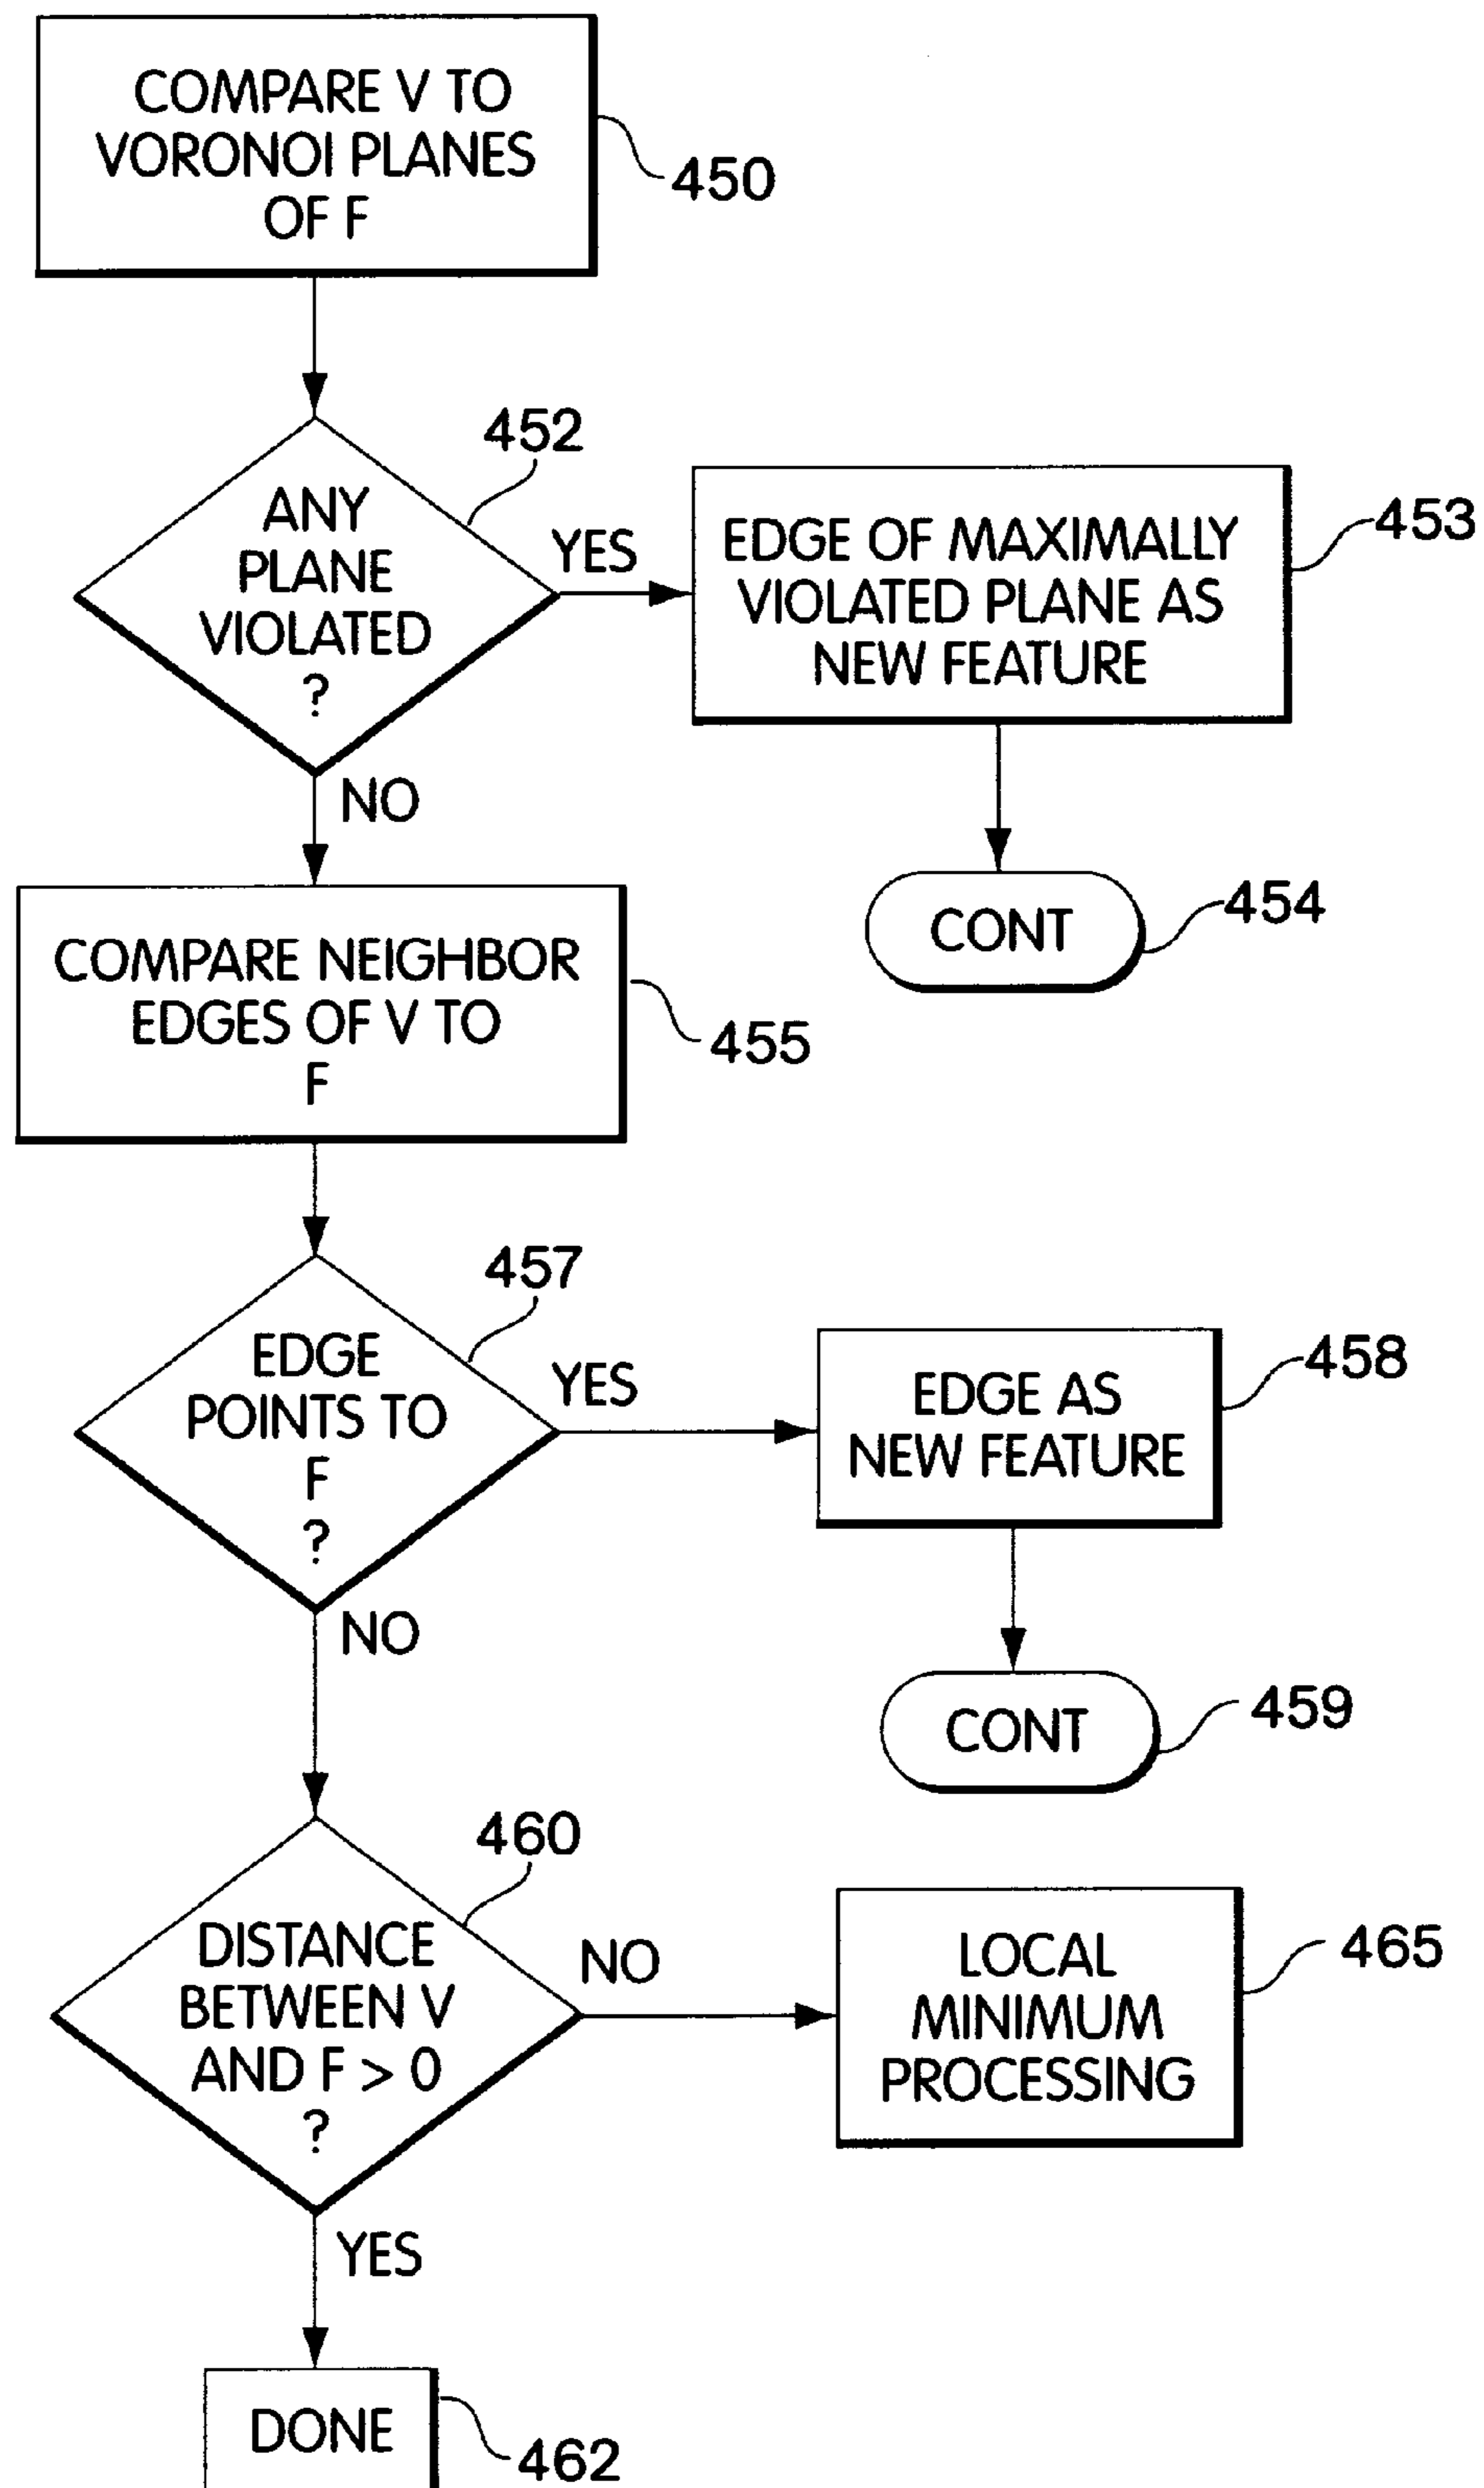 COMPARE V TO
VORONOI PLANES
OF F
450
452
ANY
PLANE
VIOLATED
?
YES
EDGE OF MAXIMALLY
VIOLATED PLANE AS
NEW FEATURE
453
NO
CONT
454
COMPARE NEIGHBOR
EDGES OF V TO
F
455
457
EDGE
POINTS TO
F
?
YES
EDGE AS
NEW FEATURE
458
NO
CONT
459
460
DISTANCE
BETWEEN V
AND F > 0
?
NO
LOCAL
MINIMUM
PROCESSING
465
YES
DONE
462